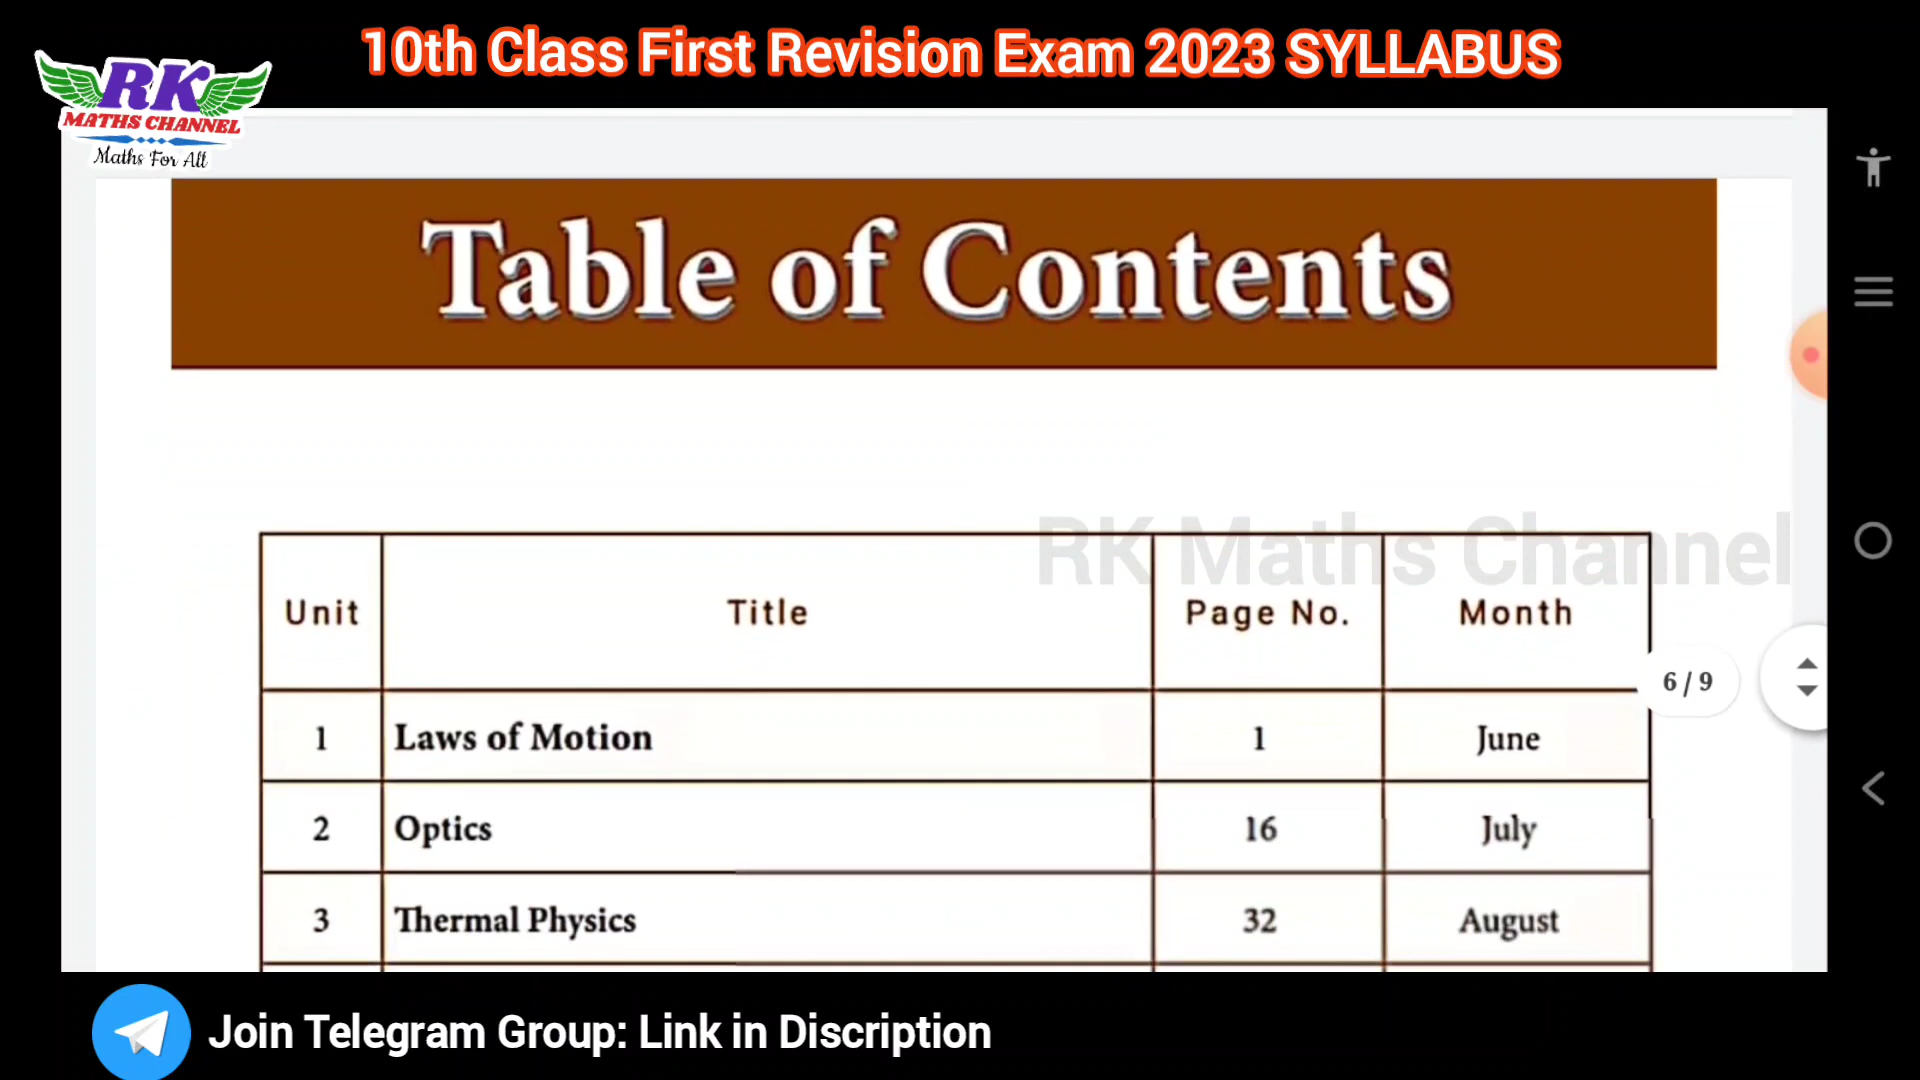 10th Class First Revision Exam 2023 SYLLABUS
RK
MATHS CHANNEL
Maths For All
Table of Contents
RK Maths Channel
Unit Title Page No. Month
6 / 9
1 Laws of Motion 1 June
2 Optics 16 July
3 Thermal Physics 32 August
Join Telegram Group: Link in Discription